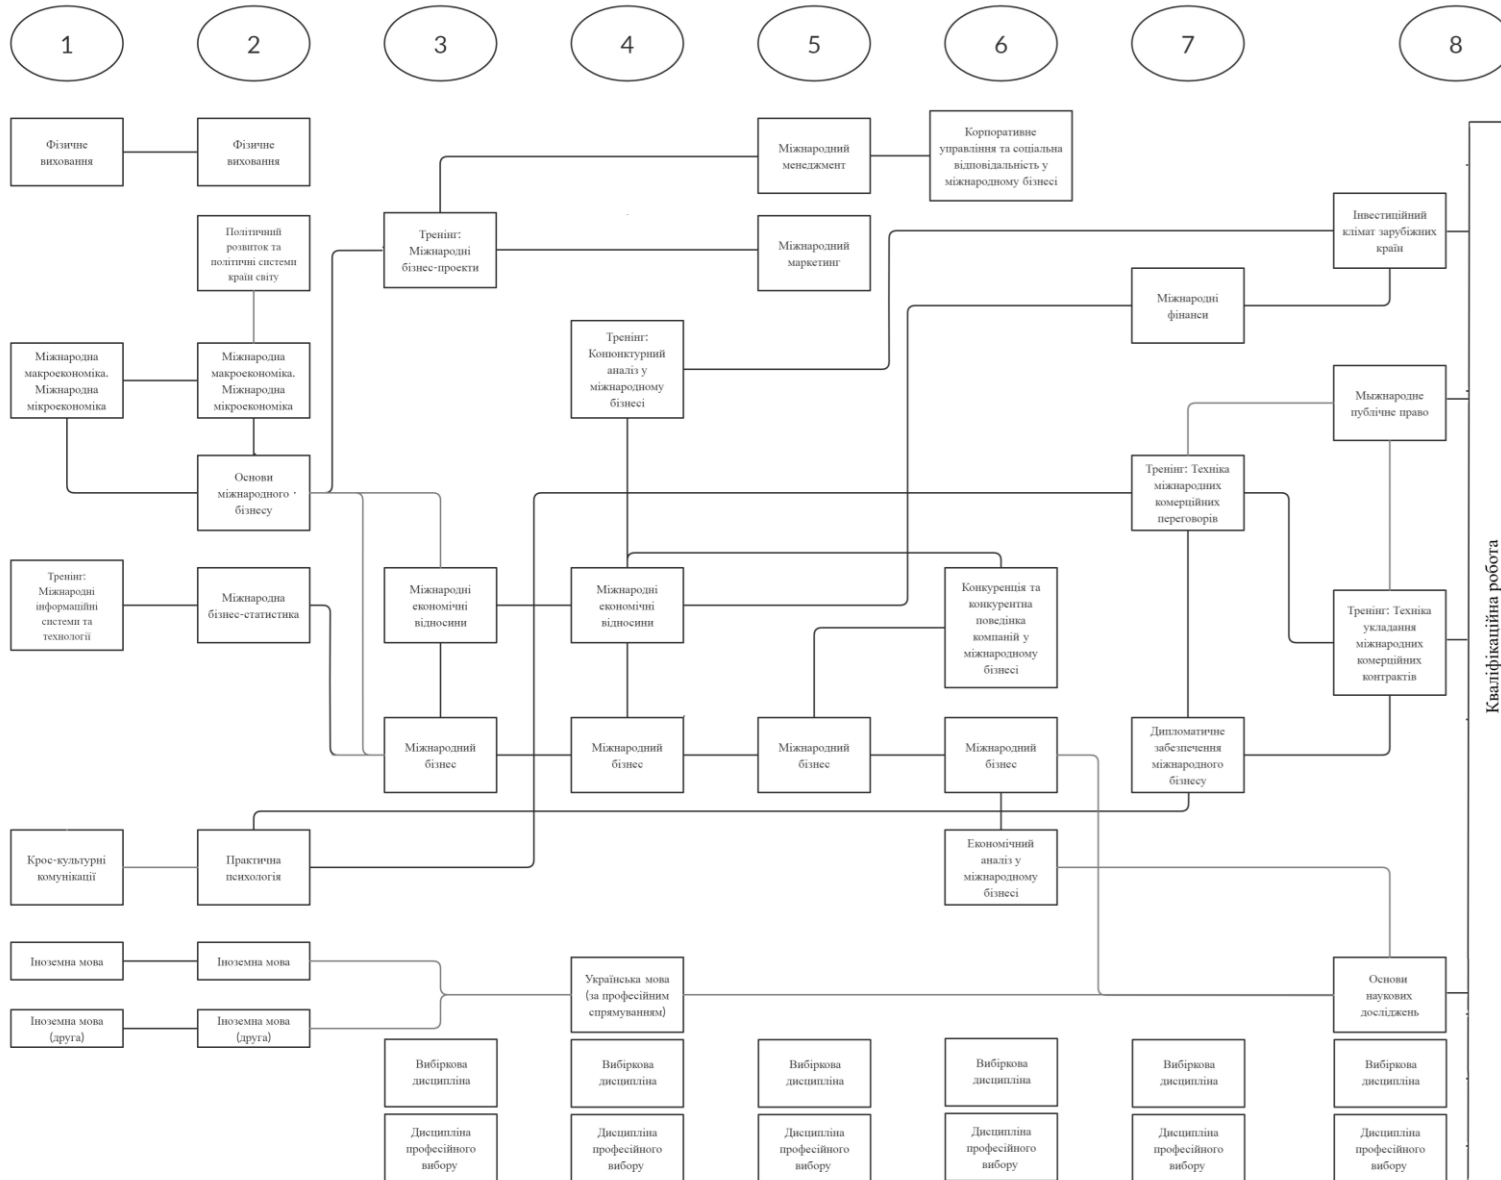 1
2
3
4
5
6
7
8
Фізичне
виховання
Фізичне
виховання
Міжнародний
менеджмент
Корпоративне
управління та соціальна
відповідальність у
міжнародному бізнесі
Політичний
розвиток та
політичні системи
країн світу
Тренінг:
Міжнародні
бізнес-проекти
Міжнародний
маркетинг
Інвестиційний
клімат зарубіжних
країн
Міжнародні
фінанси
Міжнародна
макроекономіка.
Міжнародна
мікроекономіка
Міжнародна
макроекономіка.
Міжнародна
мікроекономіка
Тренінг:
Конюнктурний
аналіз у
міжнародному
бізнесі
Мыжнародне
публічне право
Основи
міжнародного
бізнесу
Тренінг: Техніка
міжнародних
комерційних
переговорів
Тренінг:
Міжнародні
інформаційні
системи та
технології
Міжнародна
бізнес-статистика
Міжнародні
економічні
відносини
Міжнародні
економічні
відносини
Конкуренція та
конкурентна
поведінка
компаній у
міжнародному
бізнесі
Тренінг: Техніка
укладання
міжнародних
комерційних
контрактів
Кваліфікаційна робота
Міжнародний
бізнес
Міжнародний
бізнес
Міжнародний
бізнес
Міжнародний
бізнес
Дипломатичне
забезпечення
міжнародного
бізнесу
Крос-культурні
комунікації
Практична
психологія
Економічний
аналіз у
міжнародному
бізнесі
Іноземна мова
Іноземна мова
Українська мова
(за професійним
спрямуванням)
Основи
наукових
досліджень
Іноземна мова
(друга)
Іноземна мова
(друга)
Вибіркова
дисципліна
Вибіркова
дисципліна
Вибіркова
дисципліна
Вибіркова
дисципліна
Вибіркова
дисципліна
Вибіркова
дисципліна
Дисципліна
професійного
вибору
Дисципліна
професійного
вибору
Дисципліна
професійного
вибору
Дисципліна
професійного
вибору
Дисципліна
професійного
вибору
Дисципліна
професійного
вибору